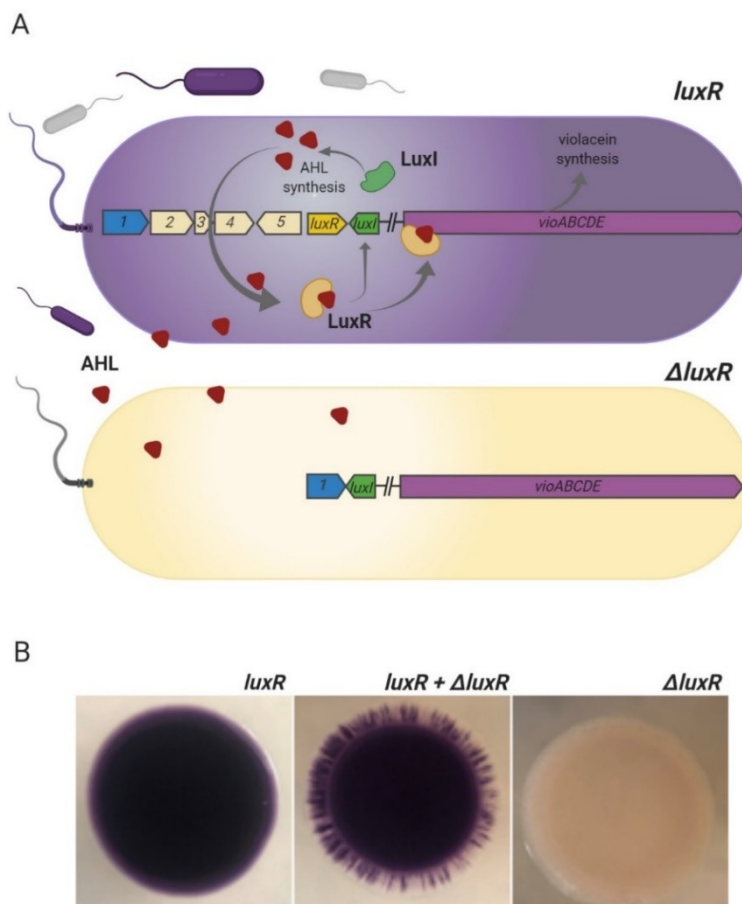 A
luxR
LuxI
AHL
synthesis
violacein
synthesis
1 2 3 4 5 luxR luxI // vioABCDE
LuxR
AHL
ΔluxR
1 luxI // vioABCDE
B
luxR luxR + ΔluxR ΔluxR